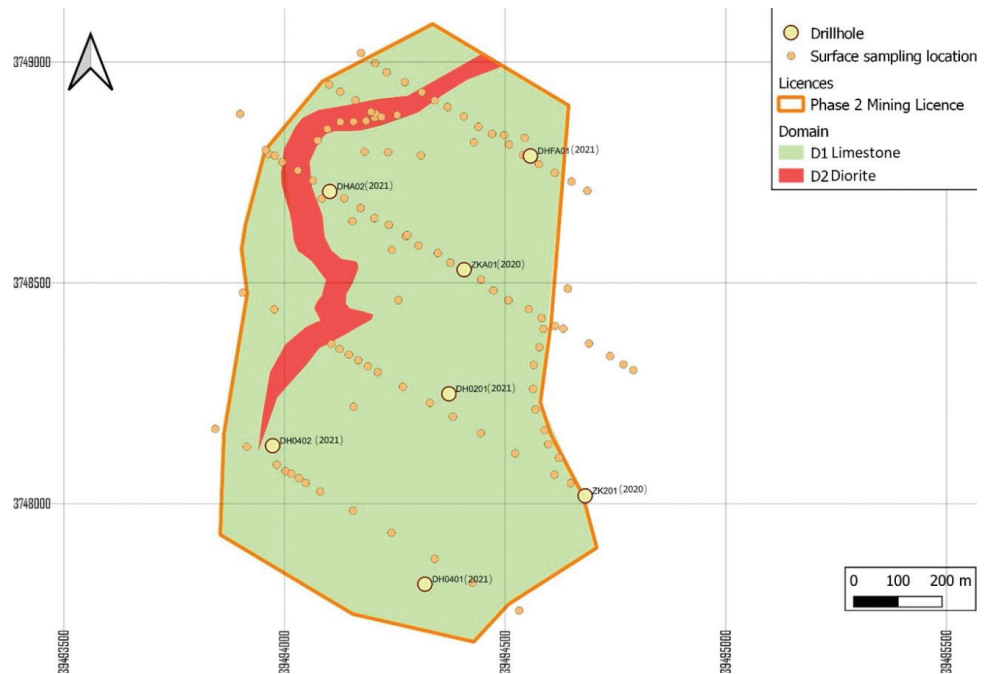 Drillhole
Surface sampling location
Licences
Phase 2 Mining Licence
Domain
D1 Limestone
D2 Diorite
3749000
DHFA01 (2021)
DHA02 (2021)
ZKA01 (2020)
3748500
DH0201 (2021)
DH0402 (2021)
ZK201 (2020)
3748000
DH0401 (2021)
0 100 200 m
39493500
39494000
39494500
39495000
39495500